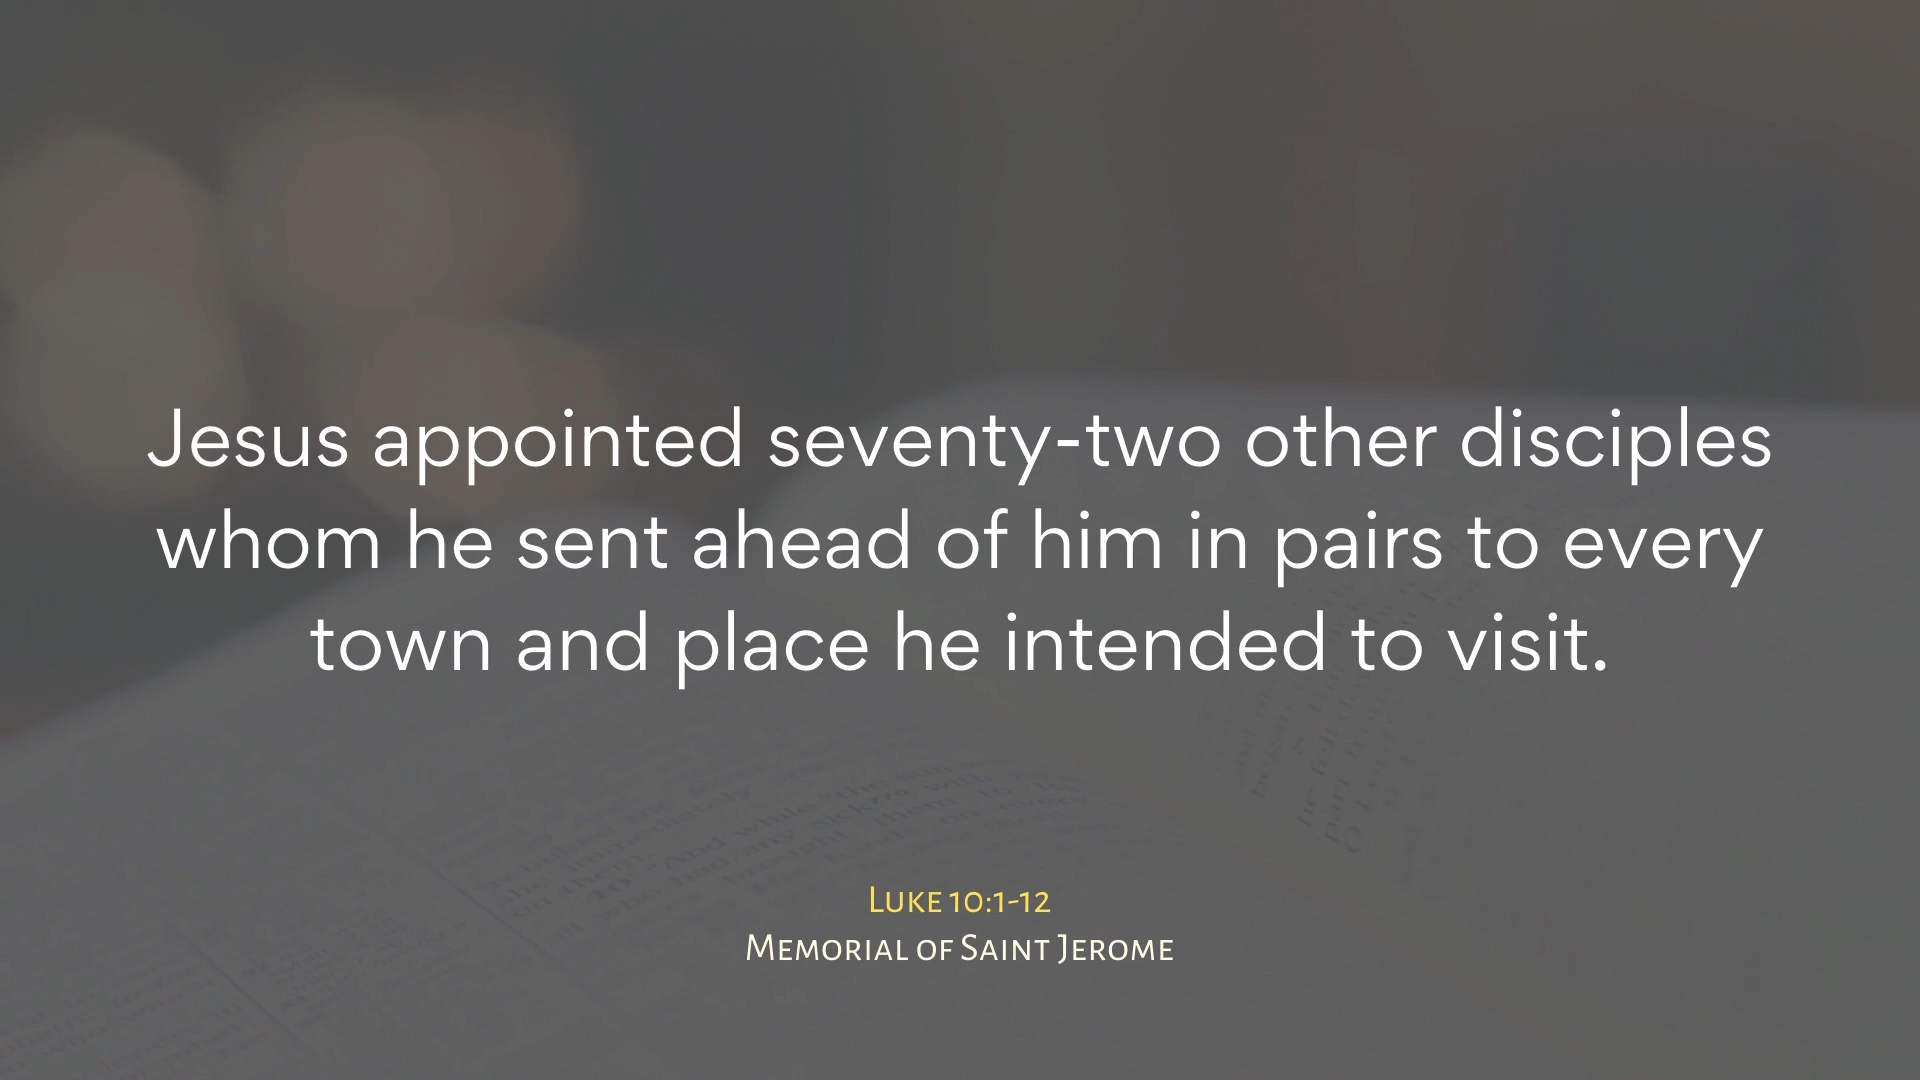 Jesus appointed seventy-two other disciples
whom he sent ahead of him in pairs to every
town and place he intended to visit.
Luke 10:1-12
Memorial of Saint Jerome